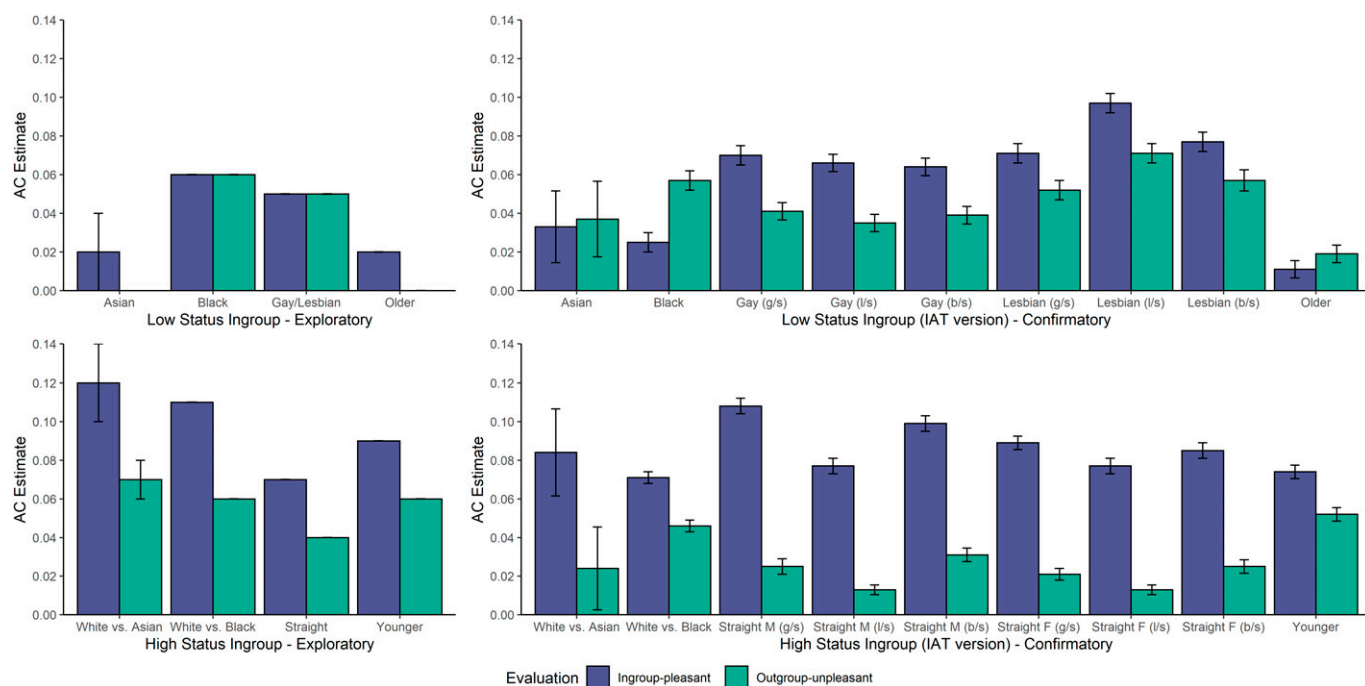 0.14
0.12
0.10
0.08
0.06
0.04
0.02
0.00
AC Estimate
Asian Black Gay/Lesbian Older
Low Status Ingroup - Exploratory
0.14
0.12
0.10
0.08
0.06
0.04
0.02
0.00
AC Estimate
Asian Black Gay (g/s) Gay (l/s) Gay (b/s) Lesbian (g/s) Lesbian (l/s) Lesbian (b/s) Older
Low Status Ingroup (IAT version) - Confirmatory
0.14
0.12
0.10
0.08
0.06
0.04
0.02
0.00
AC Estimate
White vs. Asian White vs. Black Straight Younger
High Status Ingroup - Exploratory
0.14
0.12
0.10
0.08
0.06
0.04
0.02
0.00
AC Estimate
White vs. Asian White vs. Black Straight M (g/s) Straight M (l/s) Straight M (b/s) Straight F (g/s) Straight F (l/s) Straight F (b/s) Younger
High Status Ingroup (IAT version) - Confirmatory
Evaluation Ingroup-pleasant Outgroup-unpleasant